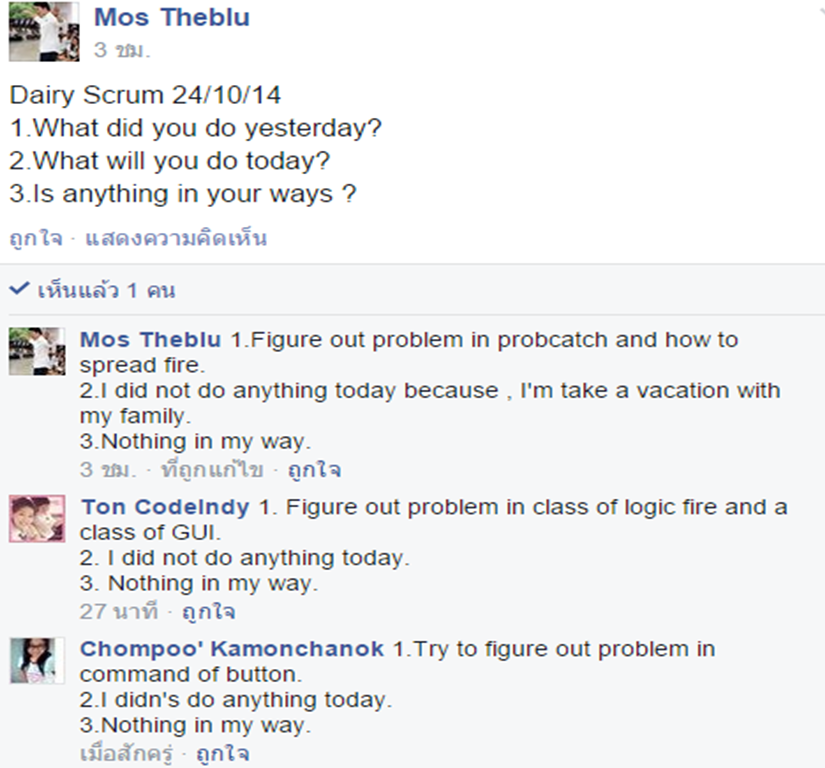 Mos Theblu
3 ชม.
Dairy Scrum 24/10/14
1.What did you do yesterday?
2.What will you do today?
3.Is anything in your ways ?
ถูกใจ · แสดงความคิดเห็น
เห็นแล้ว 1 คน
Mos Theblu 1.Figure out problem in probcatch and how to
spread fire.
2.I did not do anything today because , I'm take a vacation with
my family.
3.Nothing in my way.
3 ชม. · ที่ถูกแก้ไข · ถูกใจ
Ton CodeIndy 1. Figure out problem in class of logic fire and a
class of GUI.
2. I did not do anything today.
3. Nothing in my way.
27 นาที · ถูกใจ
Chompoo' Kamonchanok 1.Try to figure out problem in
command of button.
2.I didn's do anything today.
3.Nothing in my way.
เมื่อสักครู่ · ถูกใจ